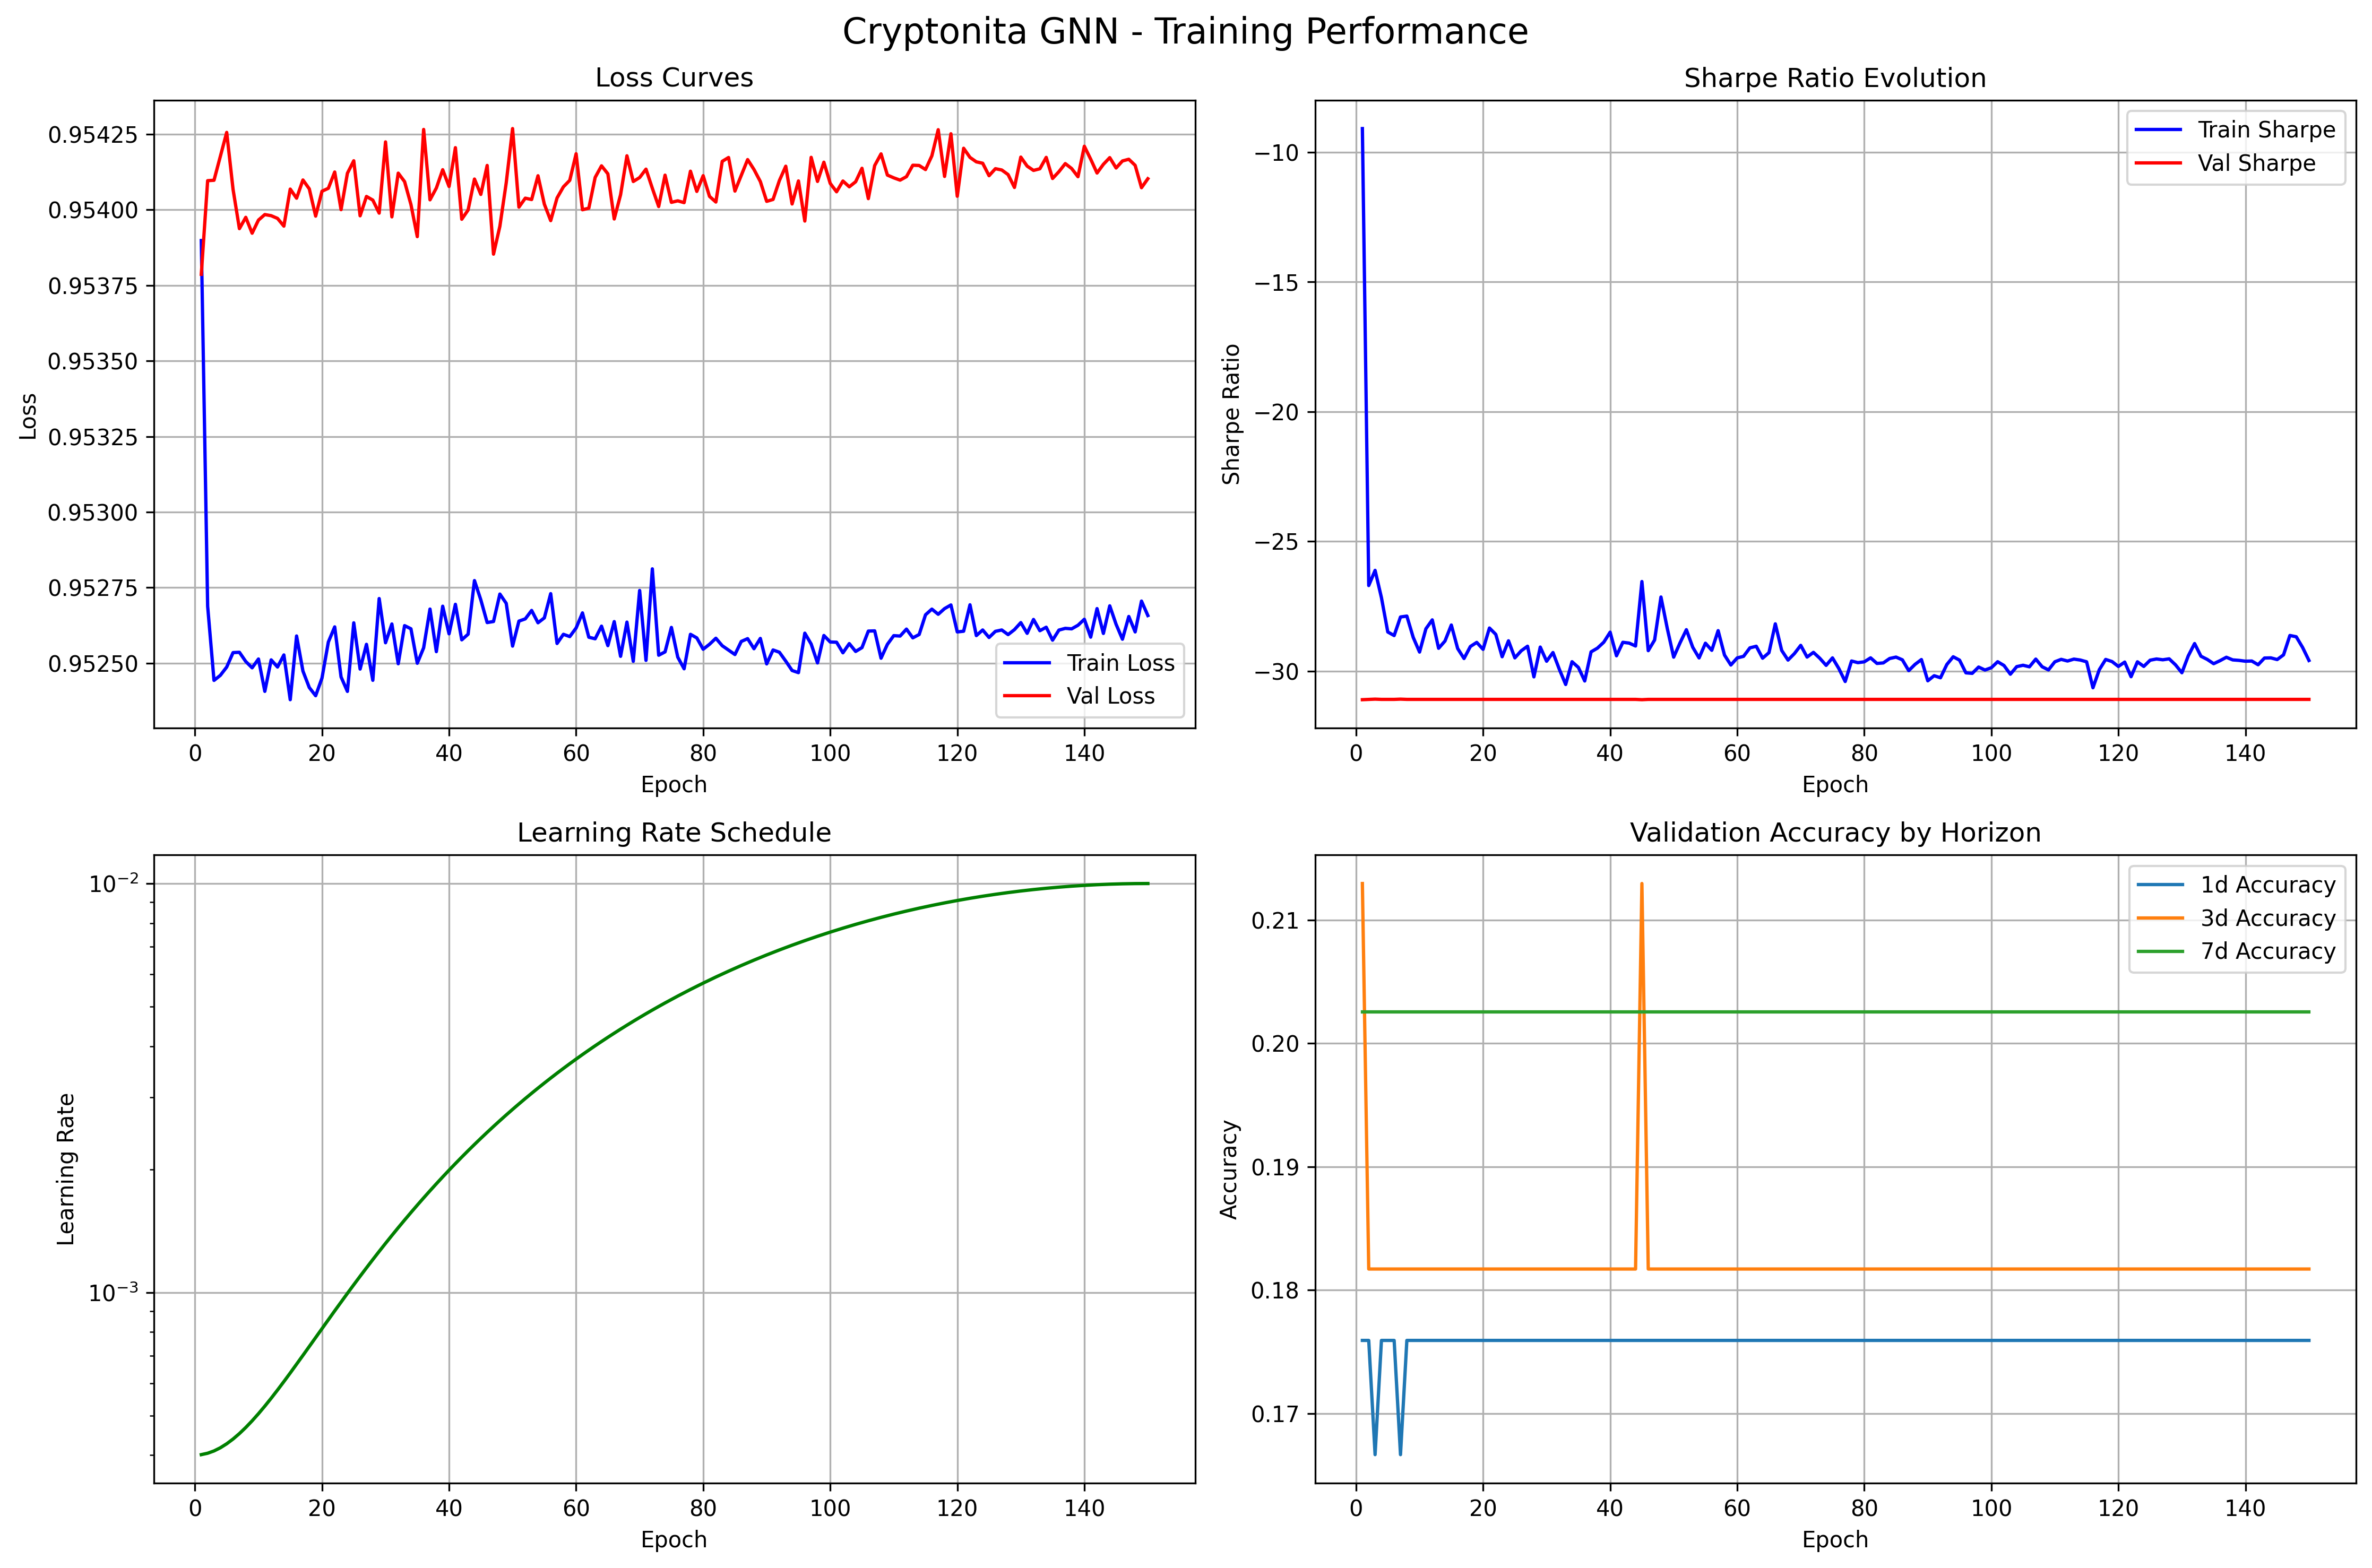 Cryptonita GNN - Training Performance
Loss Curves
Loss
0.95425
0.95400
0.95375
0.95350
0.95325
0.95300
0.95275
0.95250
Train Loss
Val Loss
0 20 40 60 80 100 120 140
Epoch
Sharpe Ratio Evolution
Sharpe Ratio
−10
−15
−20
−25
−30
Train Sharpe
Val Sharpe
0 20 40 60 80 100 120 140
Epoch
Learning Rate Schedule
Learning Rate
10⁻²
10⁻³
0 20 40 60 80 100 120 140
Epoch
Validation Accuracy by Horizon
Accuracy
0.21
0.20
0.19
0.18
0.17
1d Accuracy
3d Accuracy
7d Accuracy
0 20 40 60 80 100 120 140
Epoch